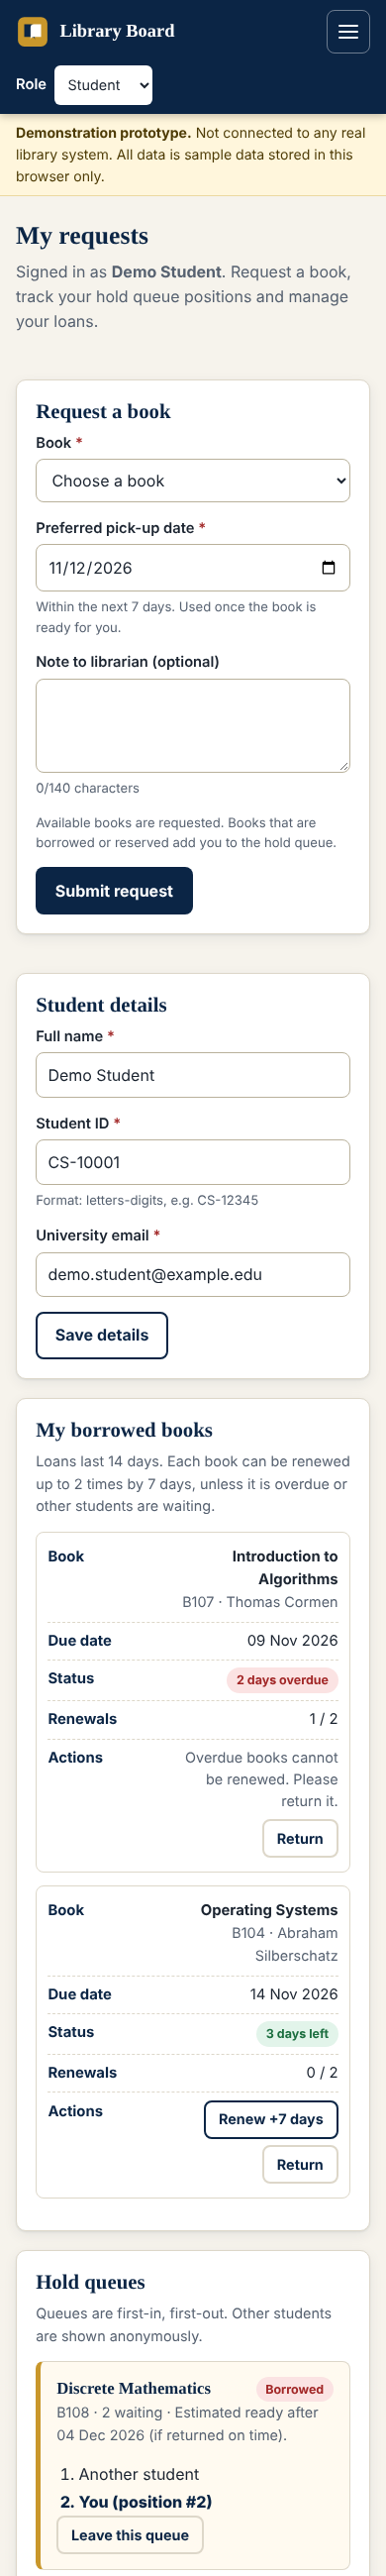 Library Board
Role Student
Demonstration prototype. Not connected to any real
library system. All data is sample data stored in this
browser only.
My requests
Signed in as Demo Student. Request a book,
track your hold queue positions and manage
your loans.
Request a book
Book *
Choose a book
Preferred pick-up date *
11/12/2026
Within the next 7 days. Used once the book is
ready for you.
Note to librarian (optional)
0/140 characters
Available books are requested. Books that are
borrowed or reserved add you to the hold queue.
Submit request
Student details
Full name *
Demo Student
Student ID *
CS-10001
Format: letters-digits, e.g. CS-12345
University email *
demo.student@example.edu
Save details
My borrowed books
Loans last 14 days. Each book can be renewed
up to 2 times by 7 days, unless it is overdue or
other students are waiting.
Book Introduction to
Algorithms
B107 · Thomas Cormen
Due date 09 Nov 2026
Status 2 days overdue
Renewals 1 / 2
Actions Overdue books cannot
be renewed. Please
return it.
Return
Book Operating Systems
B104 · Abraham
Silberschatz
Due date 14 Nov 2026
Status 3 days left
Renewals 0 / 2
Actions Renew +7 days
Return
Hold queues
Queues are first-in, first-out. Other students
are shown anonymously.
Discrete Mathematics Borrowed
B108 · 2 waiting · Estimated ready after
04 Dec 2026 (if returned on time).
1. Another student
2. You (position #2)
Leave this queue